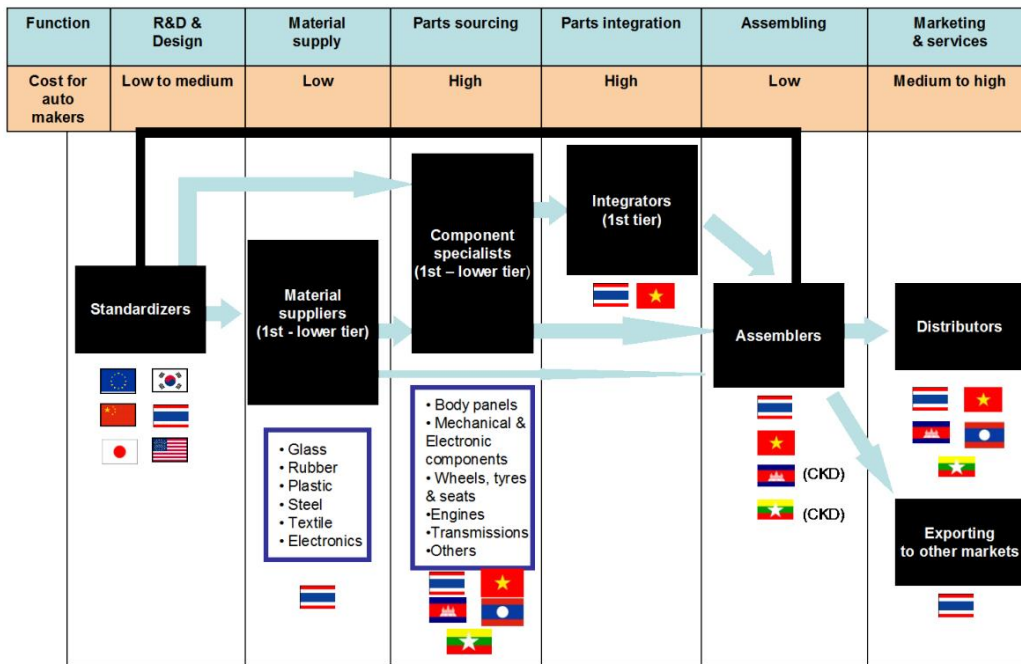 Function
R&D &
Design
Material
supply
Parts sourcing
Parts integration
Assembling
Marketing
& services
Cost for
auto
makers
Low to medium
Low
High
High
Low
Medium to high
Standardizers
Material
suppliers
(1st - lower tier)
Component
specialists
(1st – lower tier)
Integrators
(1st tier)
Assemblers
Distributors
Exporting
to other markets
• Glass
• Rubber
• Plastic
• Steel
• Textile
• Electronics
• Body panels
• Mechanical &
Electronic
components
• Wheels, tyres
& seats
•Engines
•Transmissions
•Others
(CKD)
(CKD)